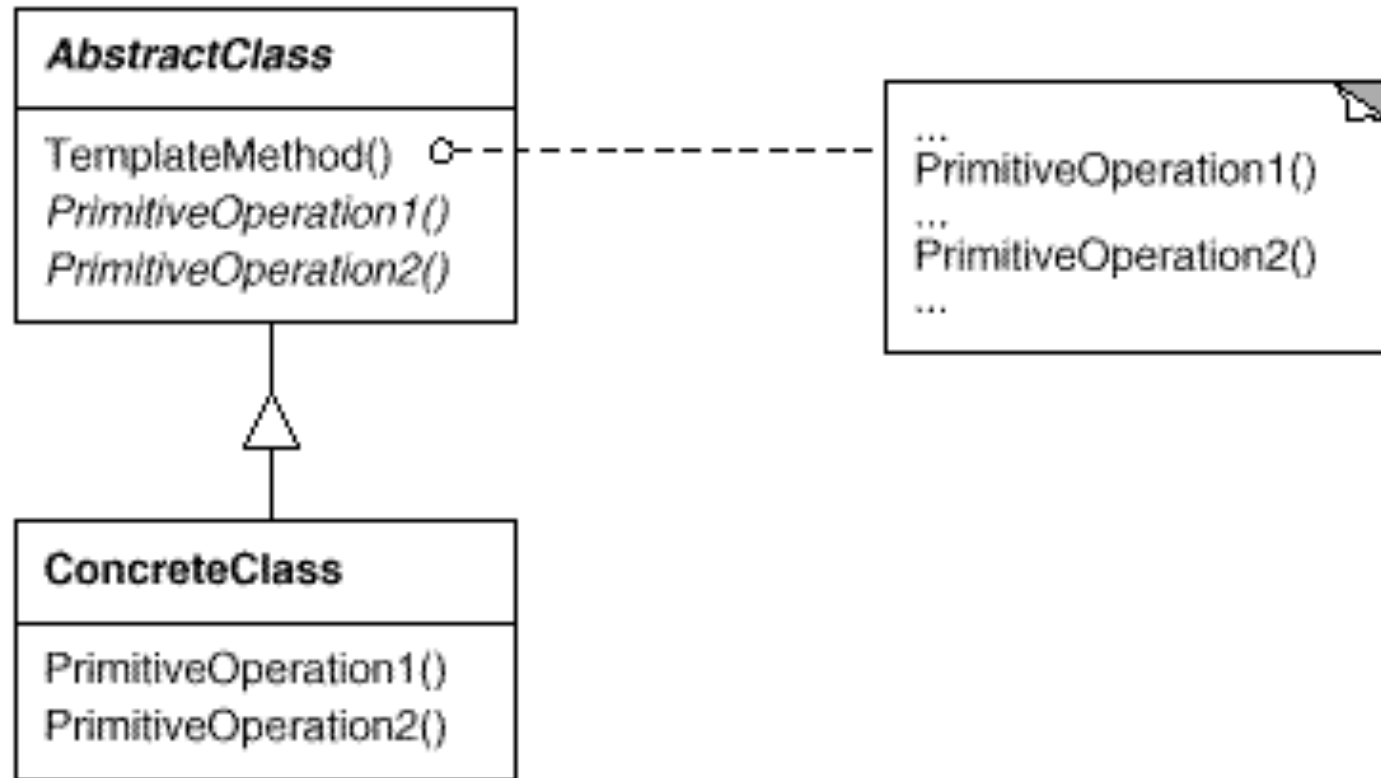 AbstractClass
TemplateMethod()
PrimitiveOperation1()
PrimitiveOperation2()
...
PrimitiveOperation1()
...
PrimitiveOperation2()
...
ConcreteClass
PrimitiveOperation1()
PrimitiveOperation2()